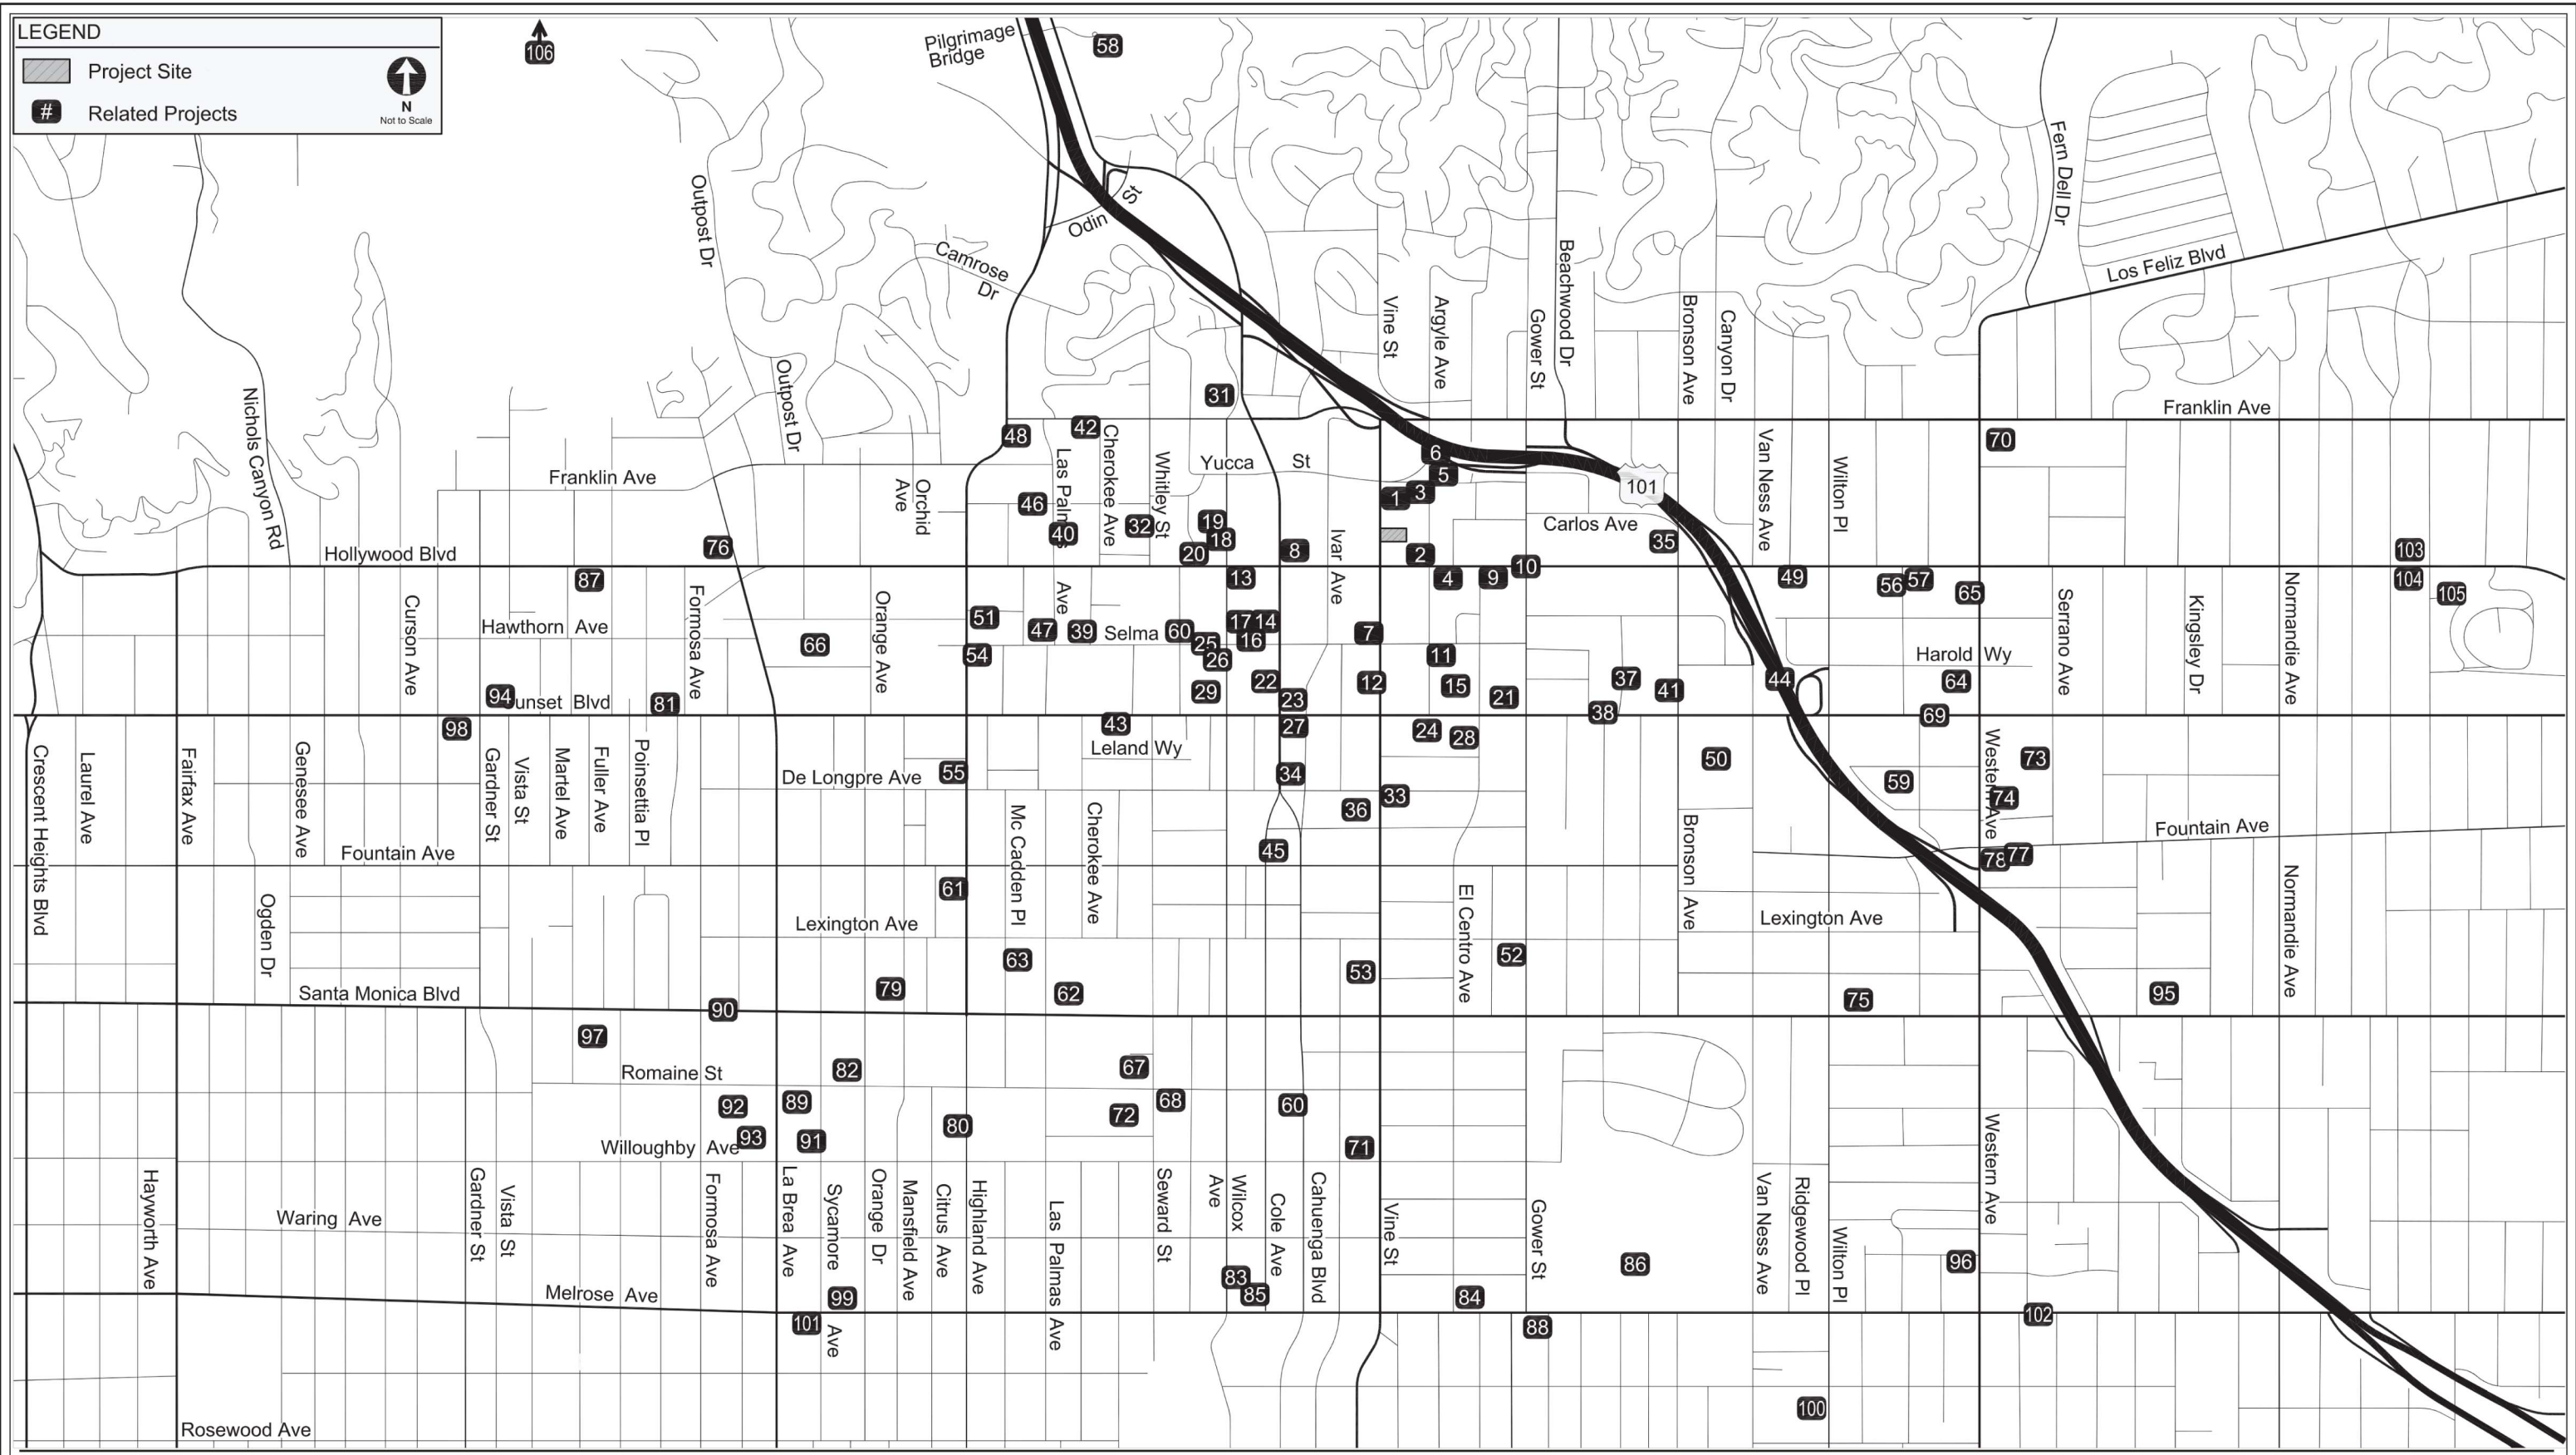 LEGEND
Project Site
# Related Projects
N
Not to Scale
106
Pilgrimage
Bridge
58
Outpost Dr
Odin St
Camrose
Dr
Fern Dell Dr
Los Feliz Blvd
Vine St
Argyle Ave
Gower St
Beachwood Dr
Bronson Ave
Canyon Dr
Nichols Canyon Rd
Outpost Dr
31
Franklin Ave
48
42
Cherokee Ave
Las Palmas
Whitley St
Yucca St
6
5
101
Van Ness Ave
Wilton Pl
70
Franklin Ave
Orchid
Ave
46
40
32
19
18
20
8
Ivar Ave
1
3
2
Carlos Ave
35
Hollywood Blvd
76
103
87
13
4
9
10
49
56
57
65
104
105
Curson Ave
Hawthorn Ave
Formosa Ave
66
Orange Ave
51
54
Ave
47
39
Selma
60
25
26
17
14
16
7
11
Harold Wy
Serrano Ave
Kingsley Dr
Normandie Ave
94
Sunset Blvd
81
29
22
23
12
15
21
37
41
38
44
64
69
98
43
27
24
28
Leland Wy
50
Crescent Heights Blvd
Laurel Ave
Fairfax Ave
Genesee Ave
Gardner St
Vista St
Martel Ave
Fuller Ave
Poinsettia Pl
De Longpre Ave
55
34
36
33
59
Western Ave
73
74
Fountain Ave
Mc Cadden Pl
Cherokee Ave
45
Bronson Ave
Fountain Ave
78
77
Ogden Dr
61
Lexington Ave
El Centro Ave
Lexington Ave
Normandie Ave
63
53
52
Santa Monica Blvd
79
62
75
95
90
97
Romaine St
82
67
92
89
72
68
60
Willoughby Ave
93
91
80
71
Western Ave
Hayworth Ave
Waring Ave
Gardner St
Vista St
Formosa Ave
La Brea Ave
Sycamore
Ave
Orange Dr
Mansfield Ave
Citrus Ave
Highland Ave
Las Palmas Ave
Seward St
Wilcox
Ave
Cole Ave
Cahuenga Blvd
Vine St
Gower St
Van Ness Ave
Ridgewood Pl
Wilton Pl
83
85
84
86
96
Melrose Ave
99
101
88
102
100
Rosewood Ave